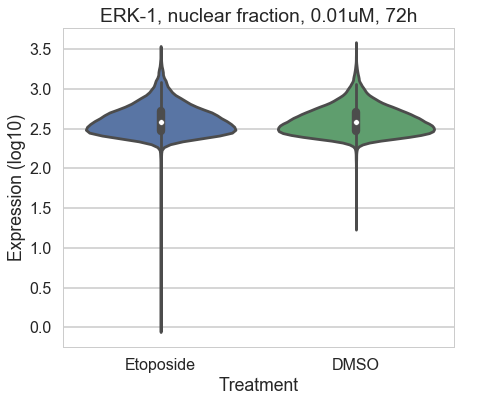 ERK-1, nuclear fraction, 0.01uM, 72h
Expression (log10)
3.5
3.0
2.5
2.0
1.5
1.0
0.5
0.0
Etoposide DMSO
Treatment